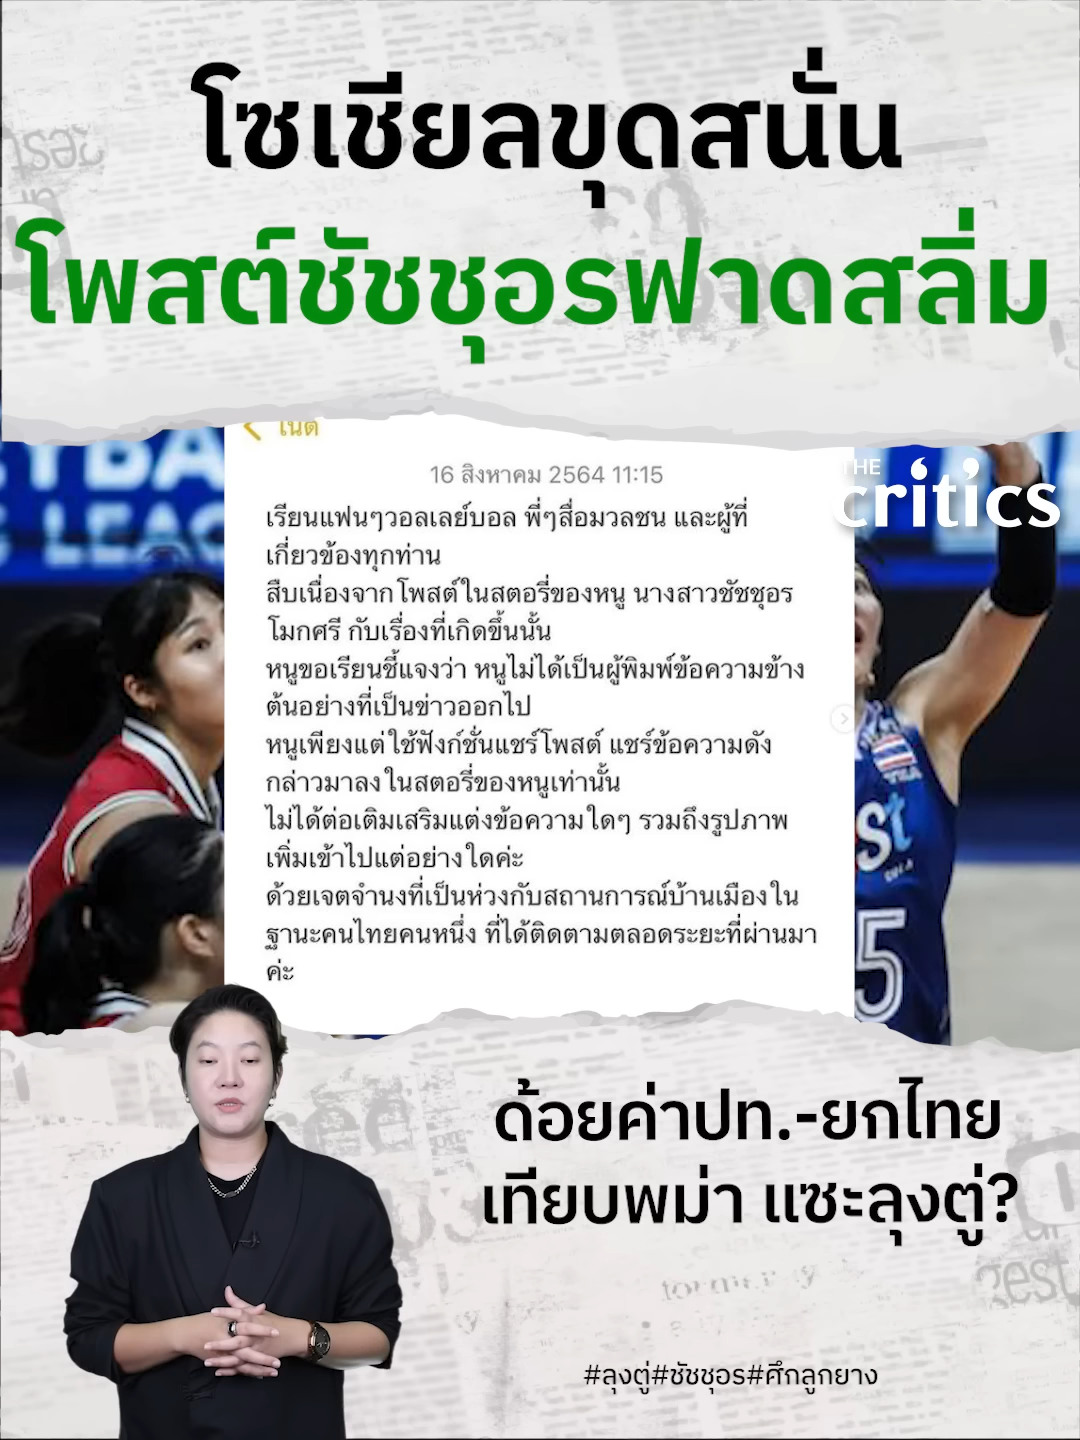 โซเชียลขุดสนั่น
โพสต์ชัชชุอรฟาดสลิ่ม
โน้ต
16 สิงหาคม 2564 11:15
THE
critics
เรียนแฟนๆวอลเลย์บอล พี่ๆสื่อมวลชน และผู้ที่
เกี่ยวข้องทุกท่าน
สืบเนื่องจากโพสต์ในสตอรี่ของหนู นางสาวชัชชุอร
โมกศรี กับเรื่องที่เกิดขึ้นนั้น
หนูขอเรียนชี้แจงว่า หนูไม่ได้เป็นผู้พิมพ์ข้อความข้าง
ต้นอย่างที่เป็นข่าวออกไป
หนูเพียงแต่ใช้ฟังก์ชั่นแชร์โพสต์ แชร์ข้อความดัง
กล่าวมาลงในสตอรี่ของหนูเท่านั้น
ไม่ได้ต่อเติมเสริมแต่งข้อความใดๆ รวมถึงรูปภาพ
เพิ่มเข้าไปแต่อย่างใดค่ะ
ด้วยเจตจำนงที่เป็นห่วงกับสถานการณ์บ้านเมืองใน
ฐานะคนไทยคนหนึ่ง ที่ได้ติดตามตลอดระยะที่ผ่านมา
ค่ะ
5
ด้อยค่าปท.-ยกไทย
เทียบพม่า แซะลุงตู่?
#ลุงตู่#ชัชชุอร#ศึกลูกยาง